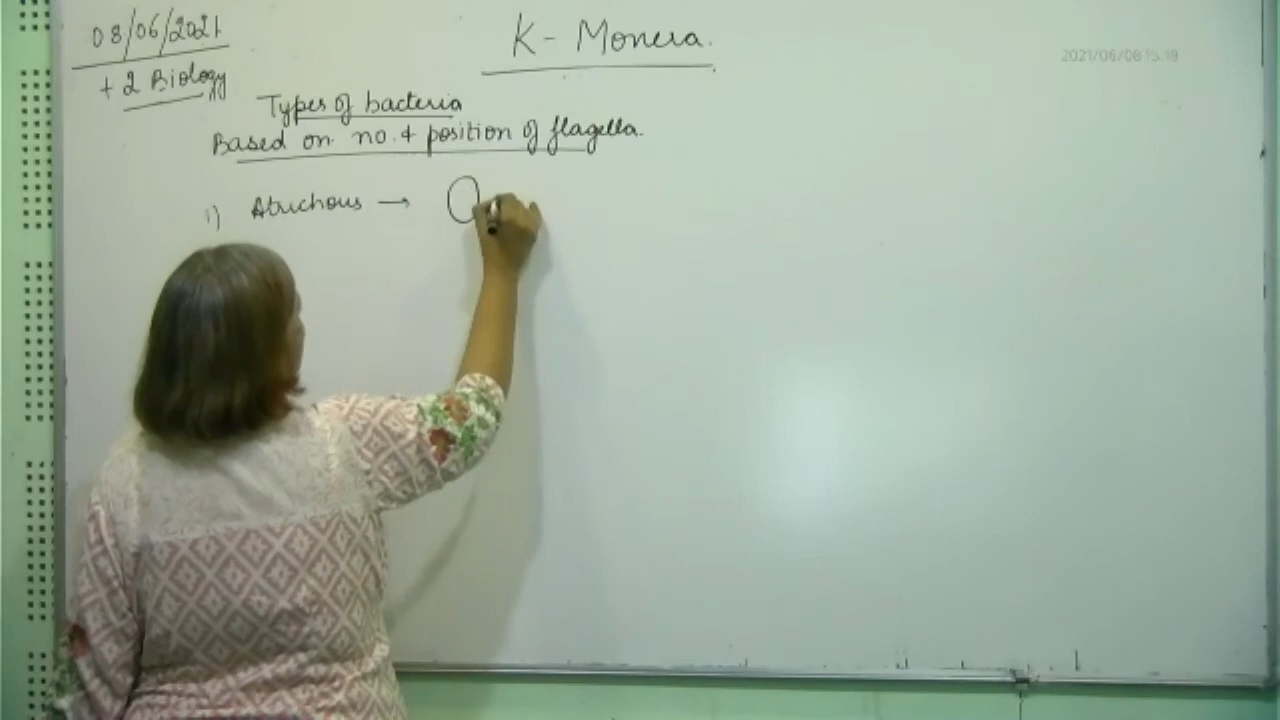 08/06/2021
+2 Biology
K - Monera.
2021/06/08 15:19
Types of bacteria
Based on no. & position of flagella.
1) Atrichous →